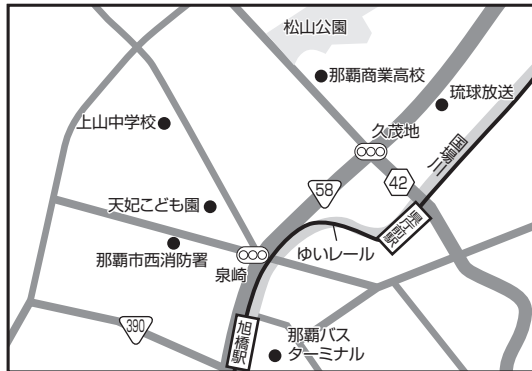 松山公園
那覇商業高校
琉球放送
上山中学校
久茂地
国場川
58
42
天妃こども園
県庁前駅
ゆいレール
那覇市西消防署
泉崎
390
旭橋駅
那覇バス
ターミナル